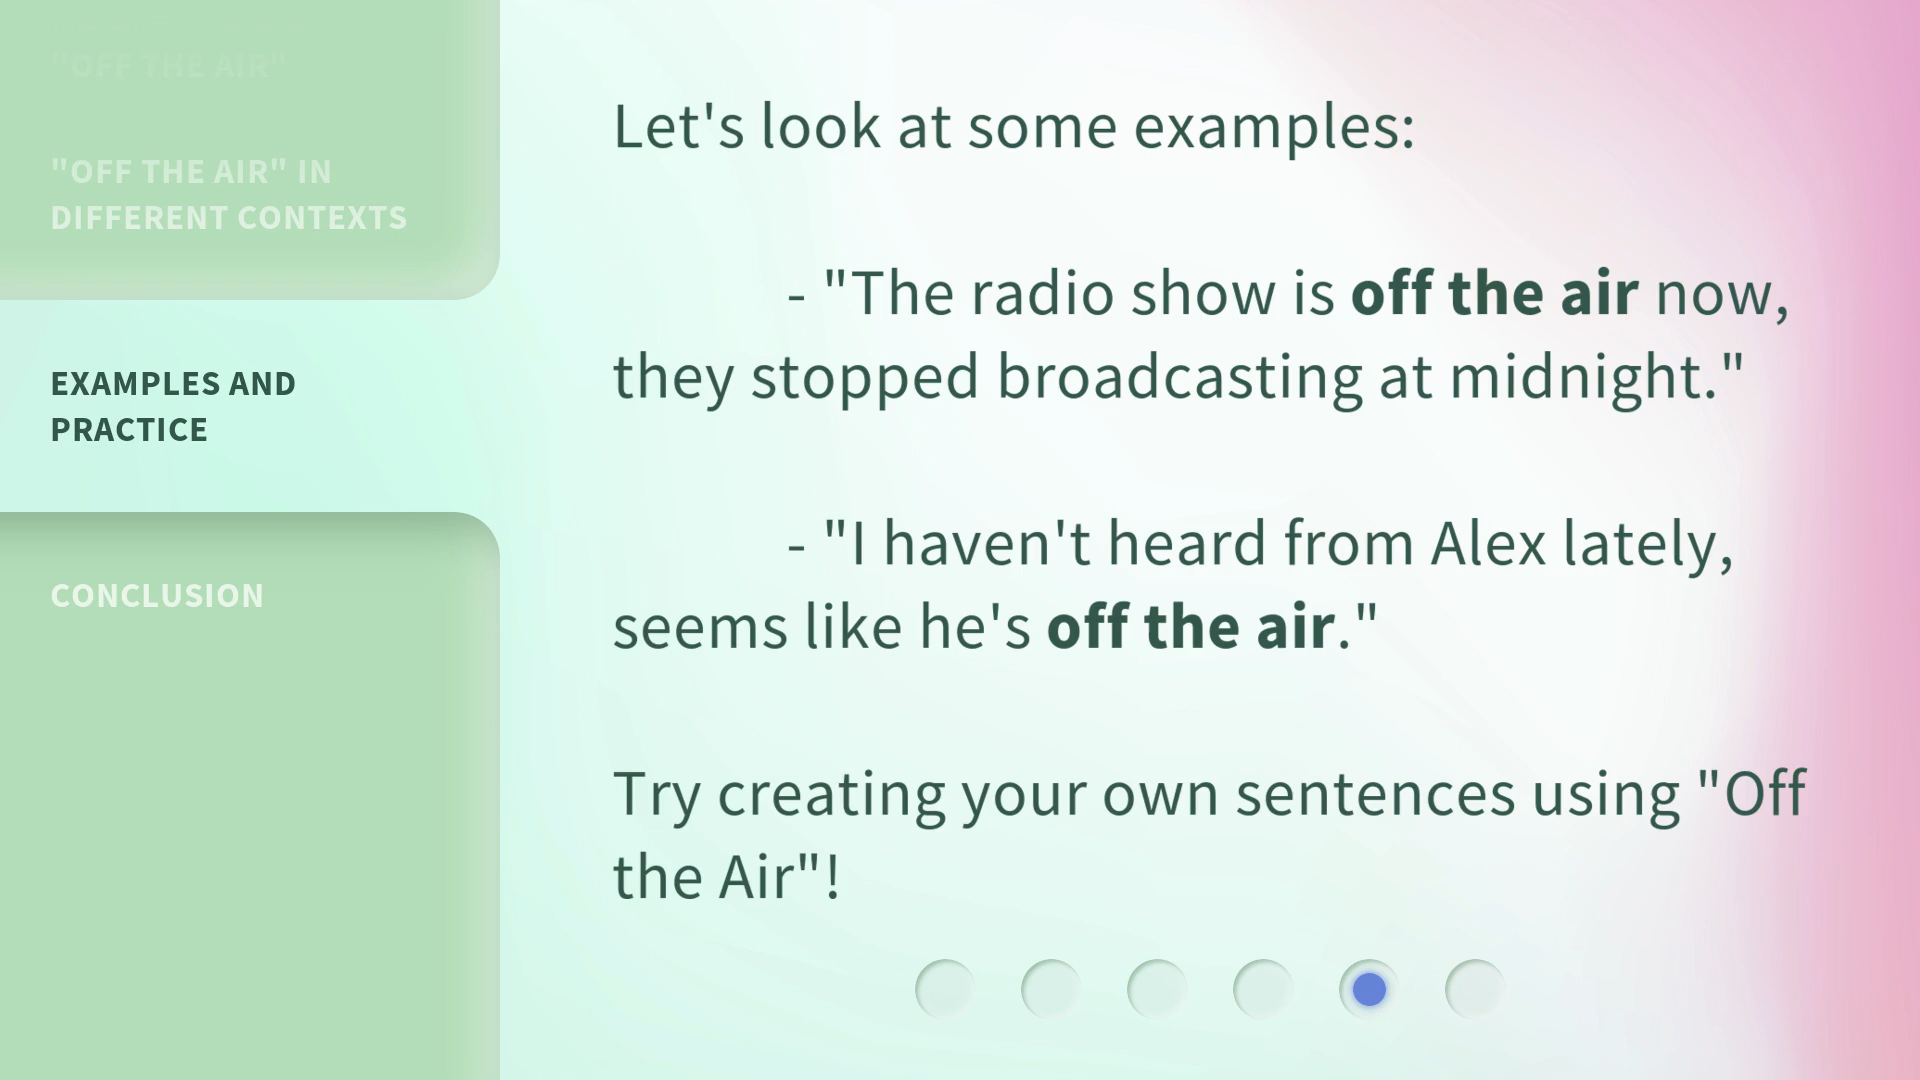 "OFF THE AIR"
"OFF THE AIR" IN
DIFFERENT CONTEXTS
EXAMPLES AND
PRACTICE
CONCLUSION
Let's look at some examples:
- "The radio show is off the air now,
they stopped broadcasting at midnight."
- "I haven't heard from Alex lately,
seems like he's off the air."
Try creating your own sentences using "Off
the Air"!